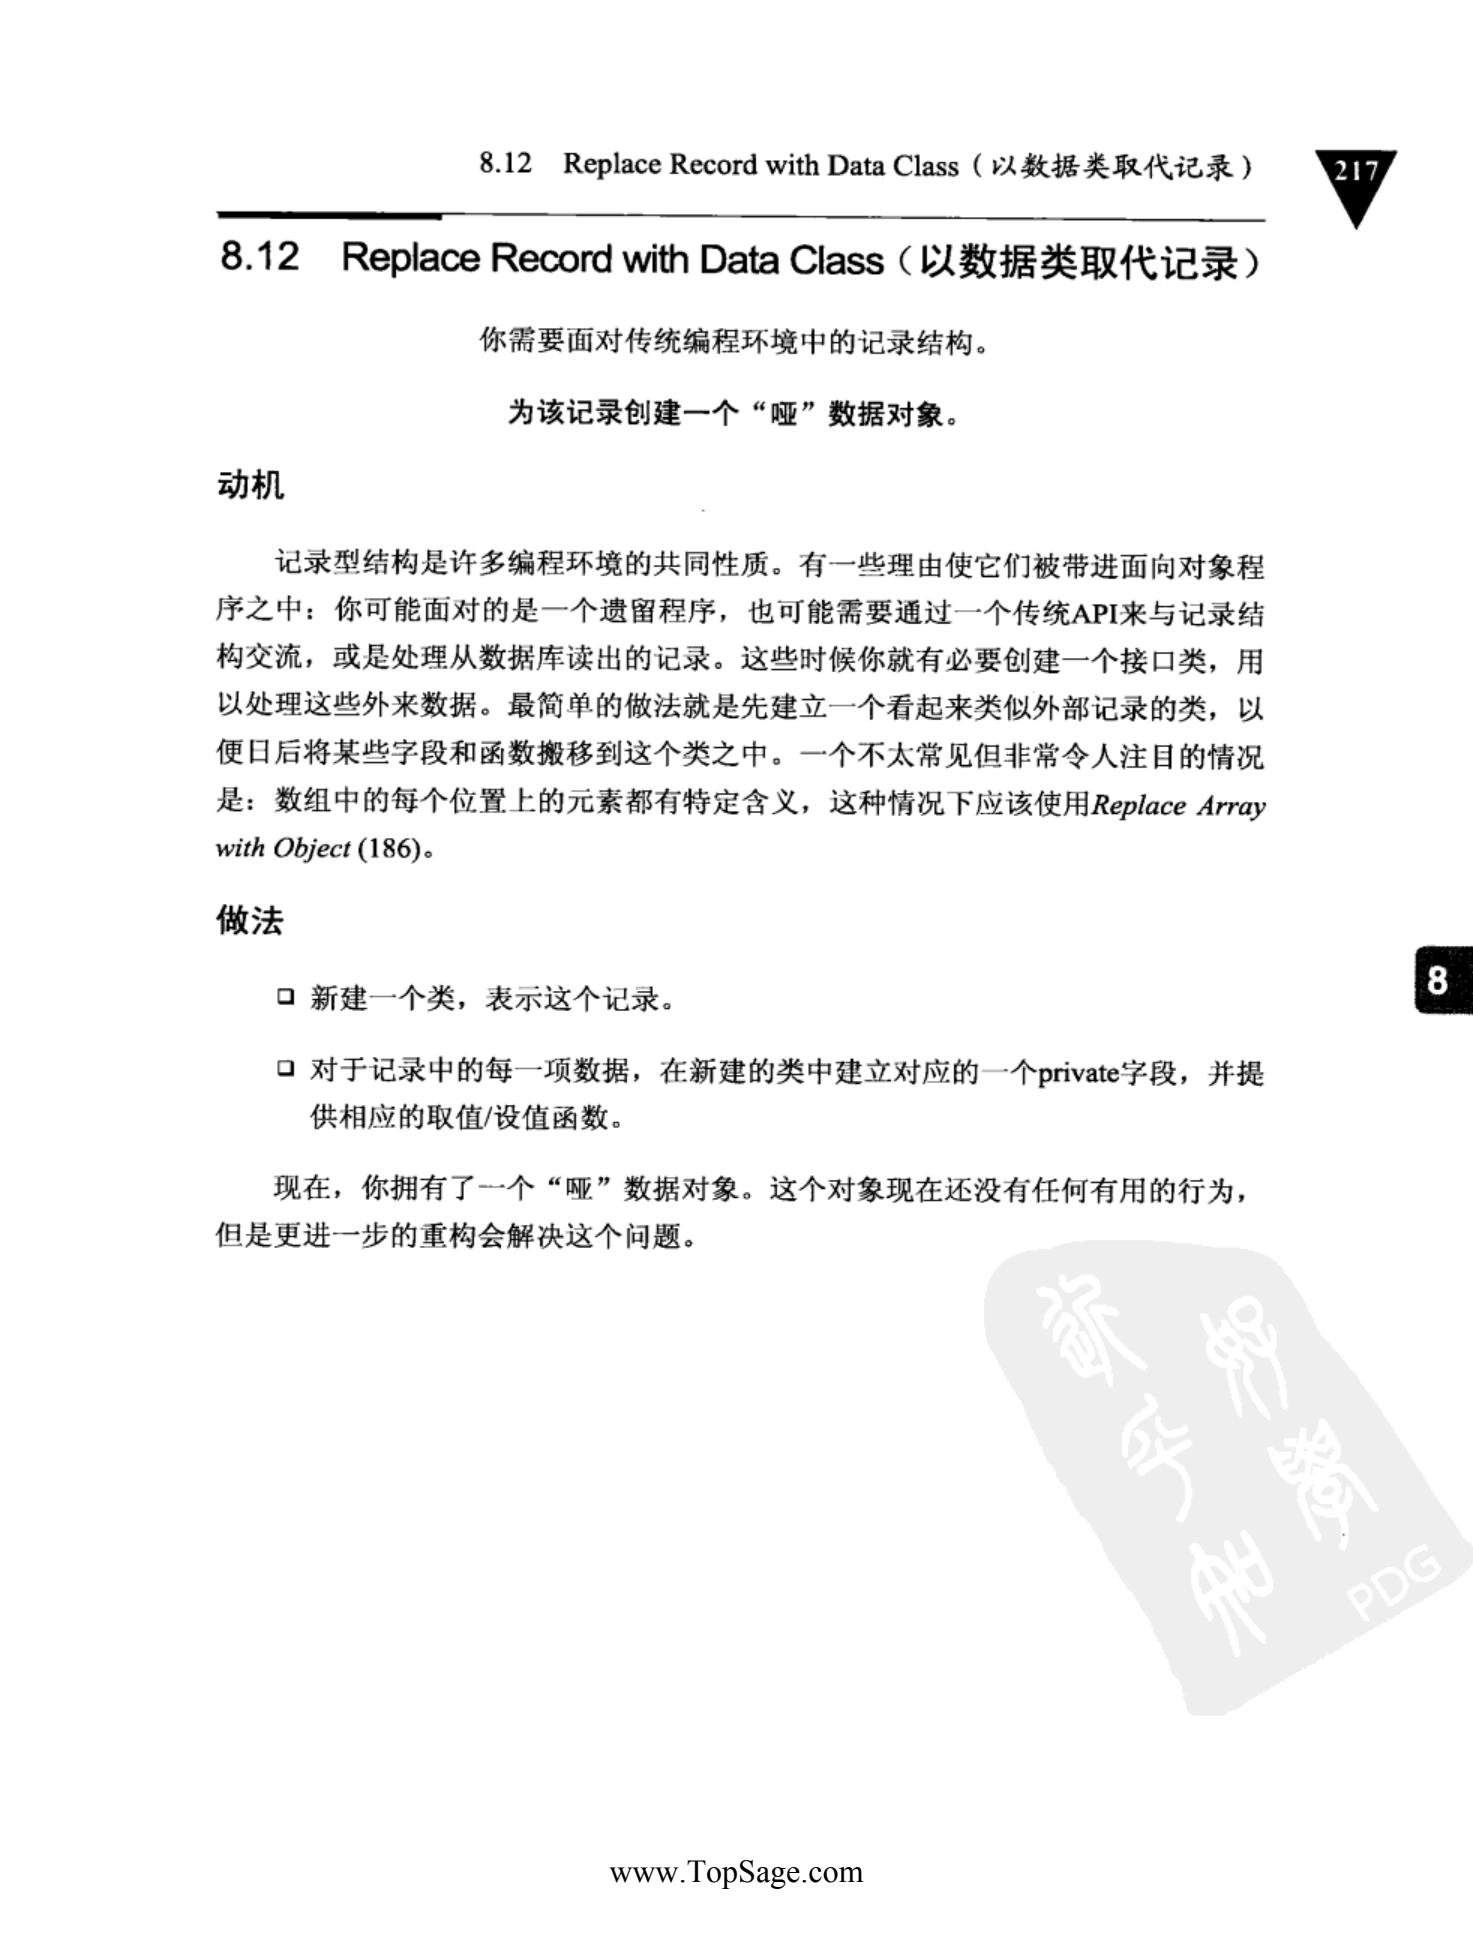 8.12 Replace Record with Data Class（以数据类取代记录）
217
8.12 Replace Record with Data Class（以数据类取代记录）
你需要面对传统编程环境中的记录结构。
为该记录创建一个“哑”数据对象。
动机
记录型结构是许多编程环境的共同性质。有一些理由使它们被带进面向对象程
序之中：你可能面对的是一个遗留程序，也可能需要通过一个传统API来与记录结
构交流，或是处理从数据库读出的记录。这些时候你就有必要创建一个接口类，用
以处理这些外来数据。最简单的做法就是先建立一个看起来类似外部记录的类，以
便日后将某些字段和函数搬移到这个类之中。一个不太常见但非常令人注目的情况
是：数组中的每个位置上的元素都有特定含义，这种情况下应该使用Replace Array
with Object (186)。
做法
8
❑ 新建一个类，表示这个记录。
❑ 对于记录中的每一项数据，在新建的类中建立对应的一个private字段，并提
供相应的取值/设值函数。
现在，你拥有了一个“哑”数据对象。这个对象现在还没有任何有用的行为，
但是更进一步的重构会解决这个问题。
PDG
www.TopSage.com